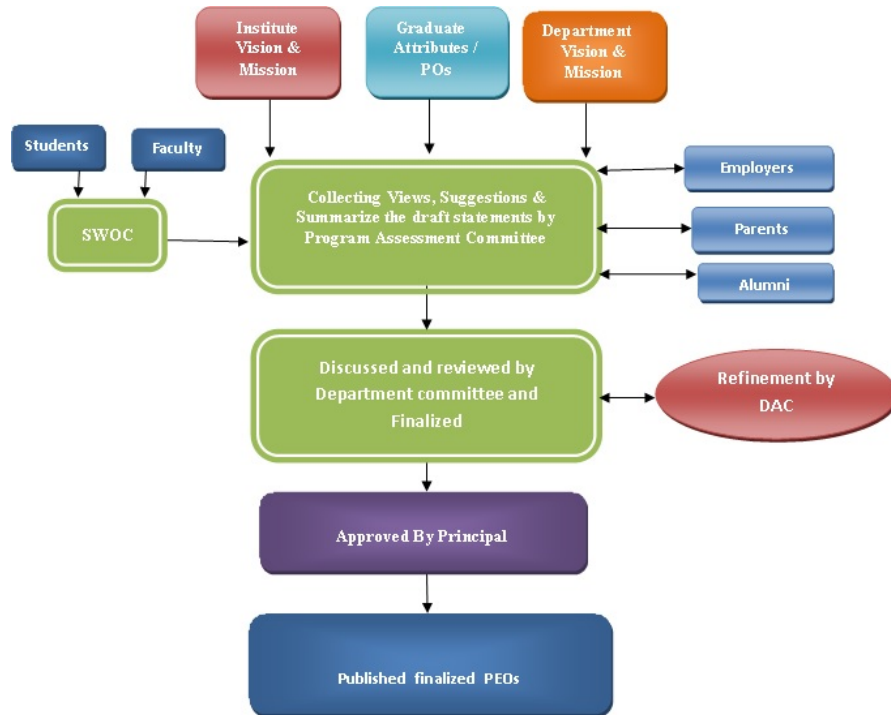 Institute
Vision &
Mission
Graduate
Attributes /
POs
Department
Vision &
Mission
Students
Faculty
SWOC
Collecting Views, Suggestions &
Summarize the draft statements by
Program Assessment Committee
Employers
Parents
Alumni
Discussed and reviewed by
Department committee and
Finalized
Refinement by
DAC
Approved By Principal
Published finalized PEOs